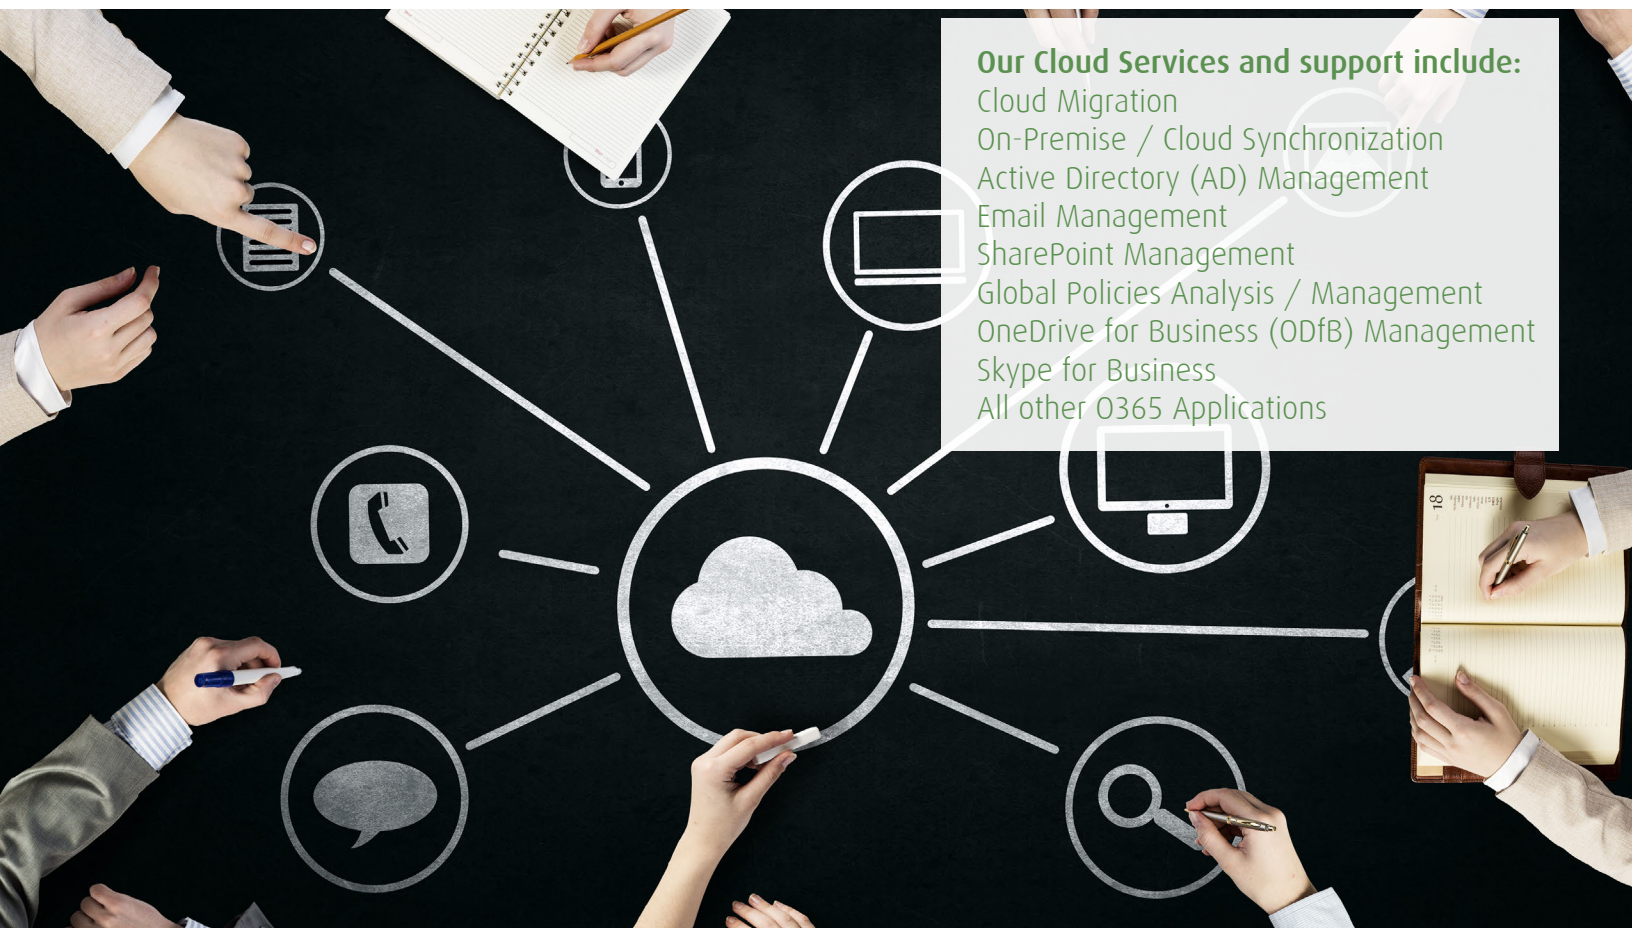 Our Cloud Services and support include:
Cloud Migration
On-Premise / Cloud Synchronization
Active Directory (AD) Management
Email Management
SharePoint Management
Global Policies Analysis / Management
OneDrive for Business (ODfB) Management
Skype for Business
All other O365 Applications
18